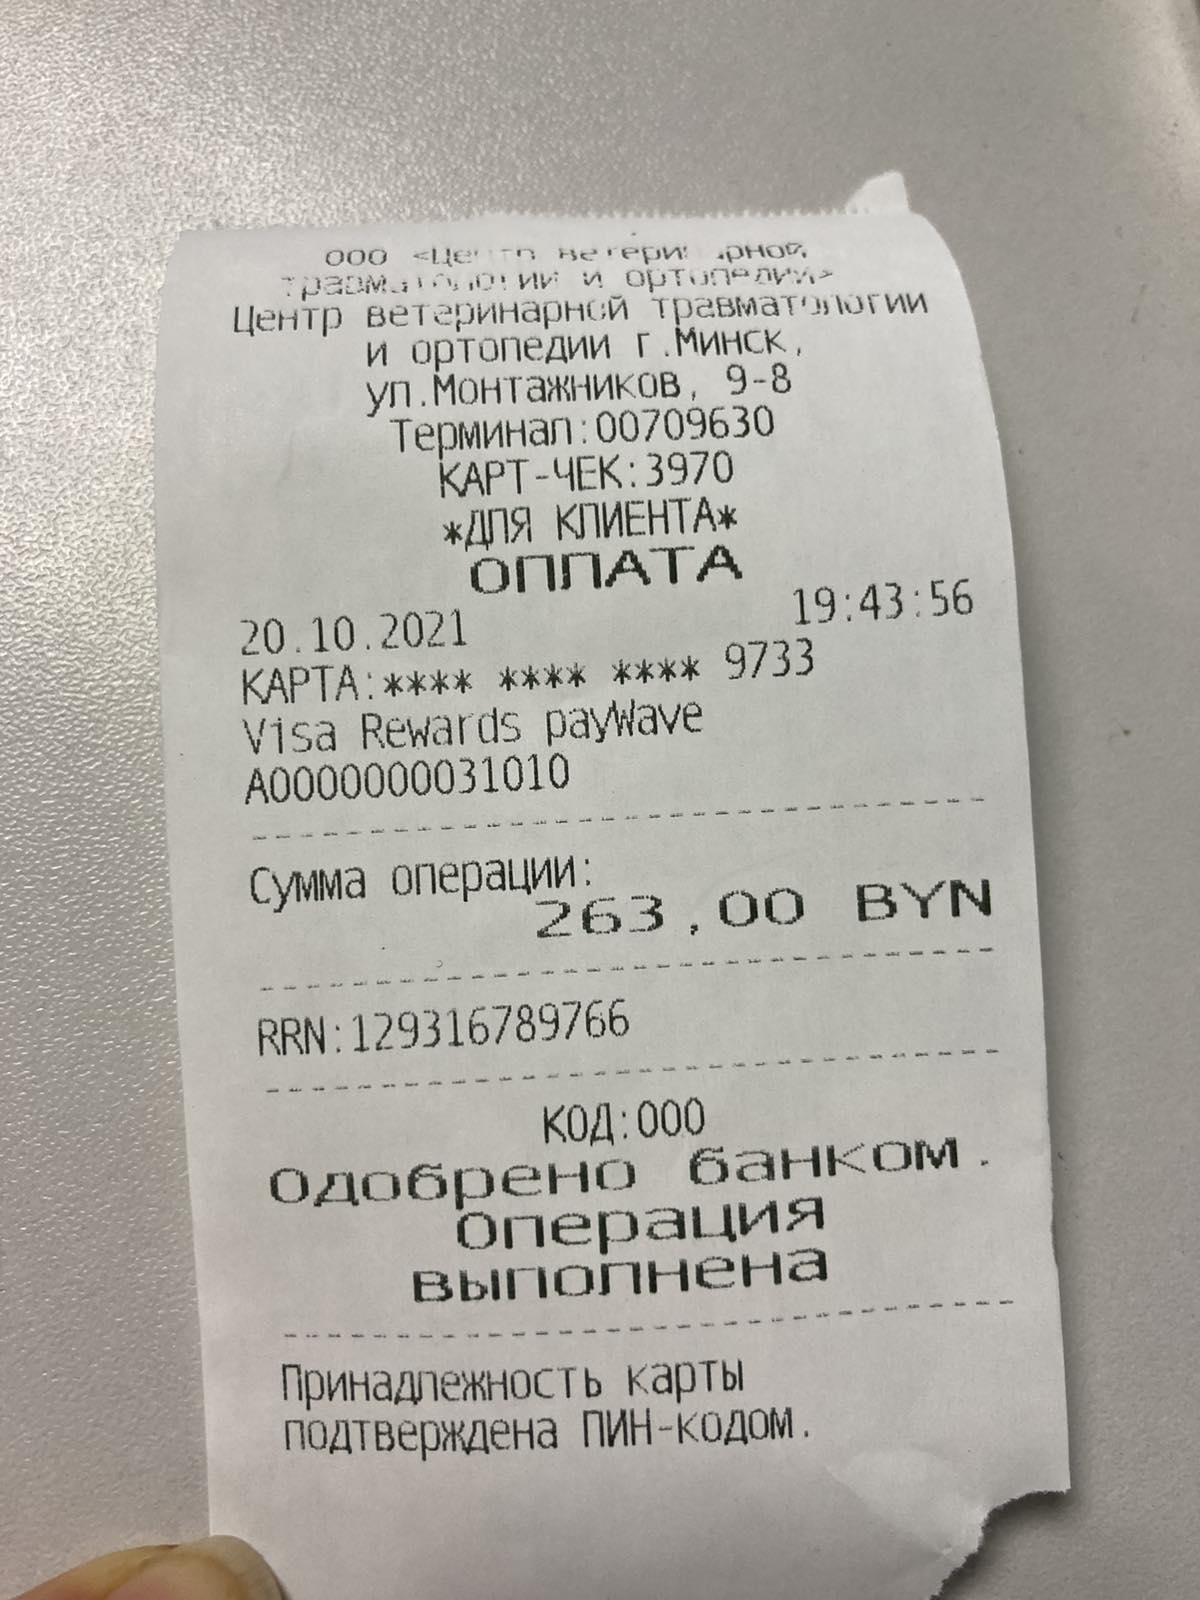 ООО <Центр ветеринарной
травматологии и ортопедии>
Центр ветеринарной травматологии
и ортопедии г.Минск,
ул.Монтажников, 9-8
Терминал:00709630
КАРТ-ЧЕК:3970
*ДЛЯ КЛИЕНТА*
ОПЛАТА
20.10.2021 19:43:56
КАРТА:**** **** **** 9733
Visa Rewards payWave
A0000000031010
Сумма операции:
263,00 BYN
RRN:129316789766
КОД:000
Одобрено банком.
Операция
выполнена
Принадлежность карты
подтверждена ПИН-кодом.